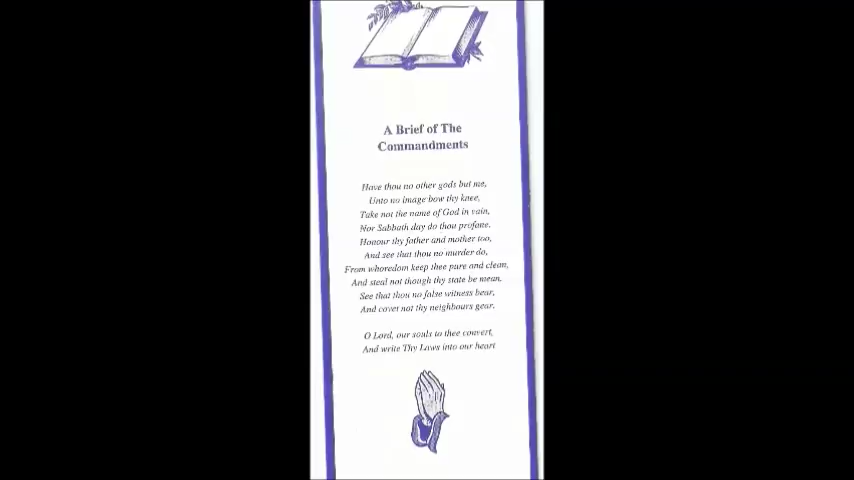 A Brief of The
Commandments
Have thou no other gods but me,
Unto no image bow thy knee,
Take not the name of God in vain,
Nor Sabbath day do thou profane.
Honour thy father and mother too,
And see that thou no murder do,
From whoredom keep thee pure and clean,
And steal not though thy state be mean.
See that thou no false witness bear,
And covet not thy neighbours gear.
O Lord, our souls to thee convert,
And write Thy Laws into our heart